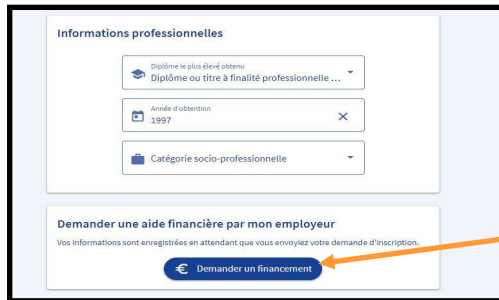 Informations professionnelles
Diplôme le plus élevé obtenu
Diplôme ou titre à finalité professionnelle ...
Année d'obtention
1997
Catégorie socio-professionnelle
Demander une aide financière par mon employeur
Vos informations sont enregistrées en attendant que vous envoyiez votre demande d'inscription.
€ Demander un financement